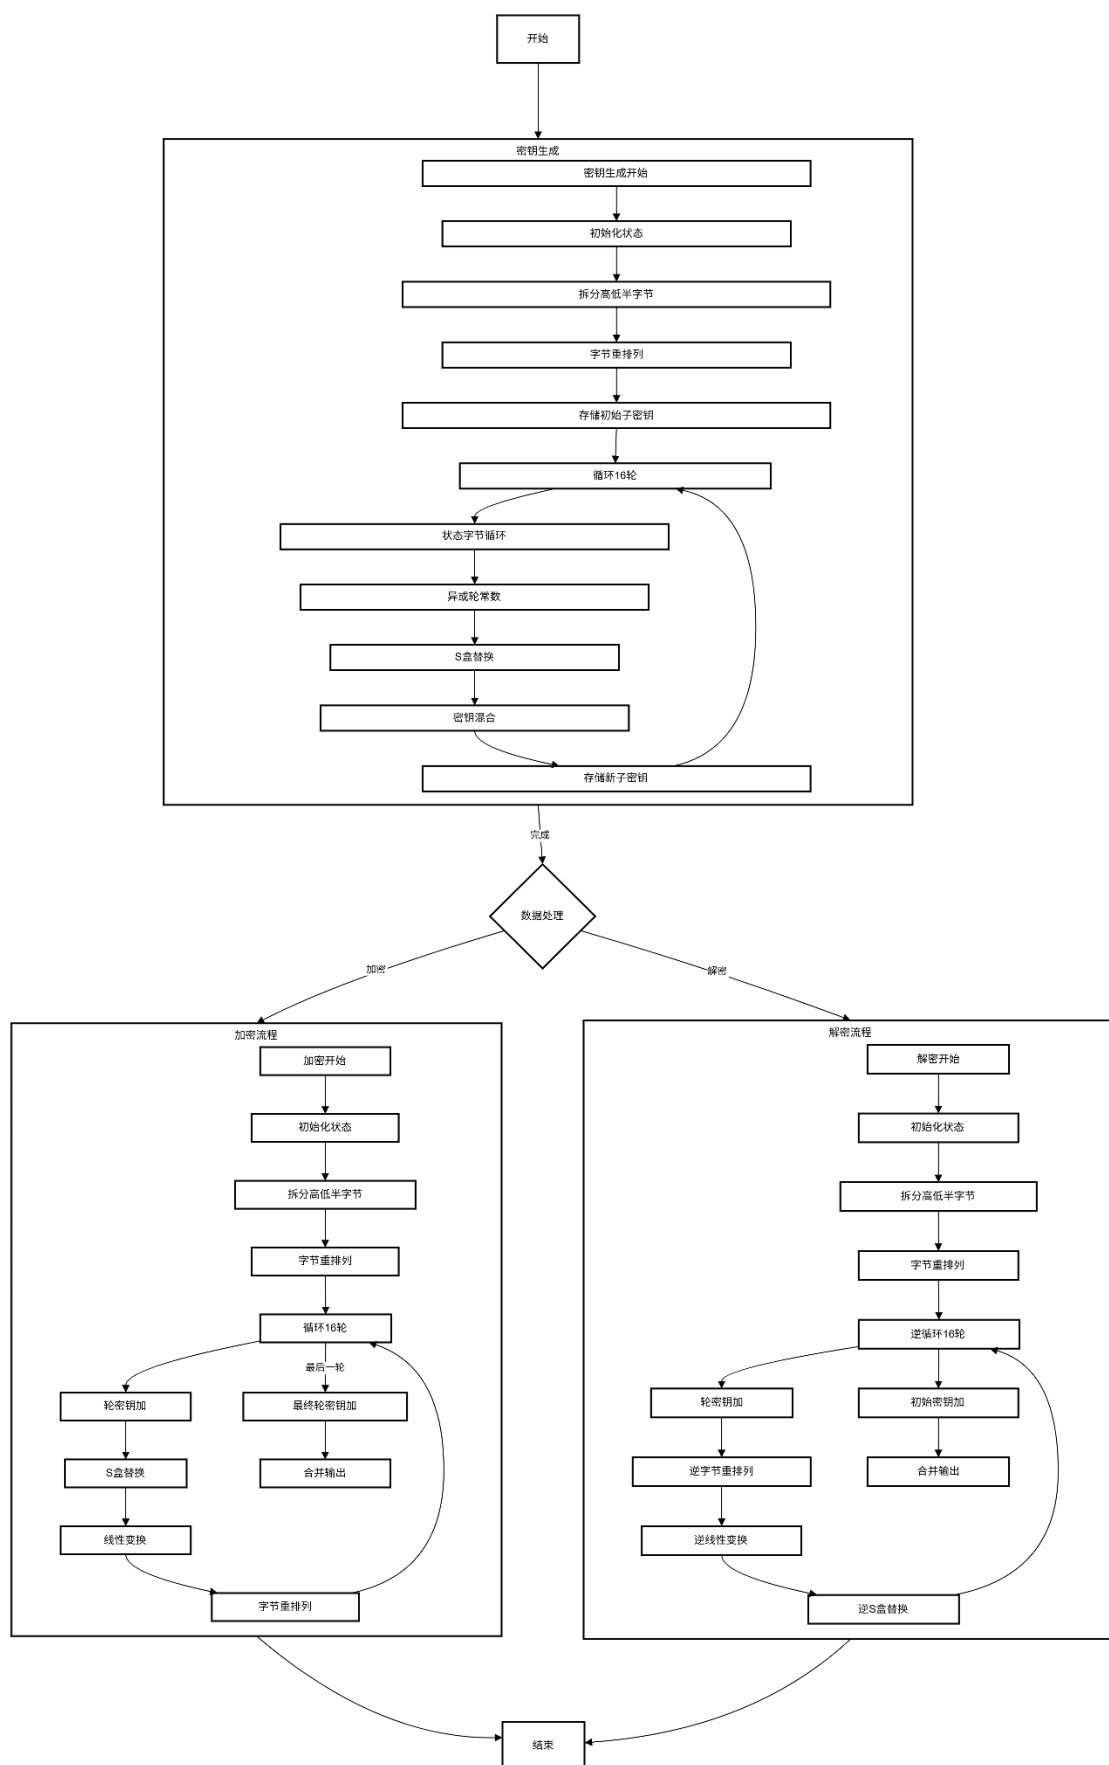 开始
密钥生成
密钥生成开始
初始化状态
拆分高低半字节
字节重排列
存储初始子密钥
循环16轮
状态字节循环
异或轮常数
S盒替换
密钥混合
存储新子密钥
完成
数据处理
加密
解密
加密流程
加密开始
初始化状态
拆分高低半字节
字节重排列
循环16轮
最后一轮
轮密钥加
最终轮密钥加
S盒替换
合并输出
线性变换
字节重排列
解密流程
解密开始
初始化状态
拆分高低半字节
字节重排列
逆循环16轮
轮密钥加
初始密钥加
逆字节重排列
合并输出
逆线性变换
逆S盒替换
结束